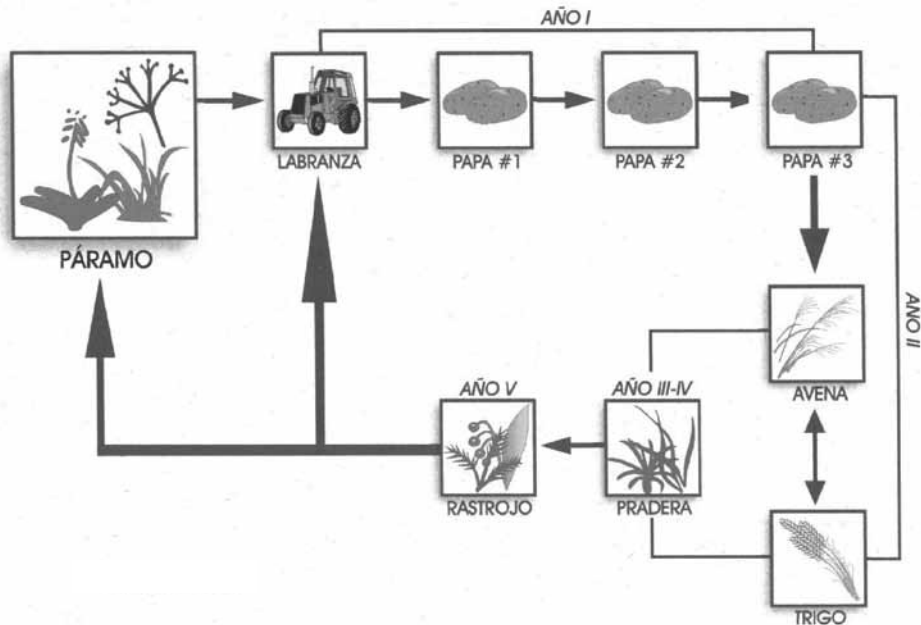 AÑO I
LABRANZA
PAPA #1
PAPA #2
PAPA #3
PÁRAMO
AÑO II
AVENA
AÑO V
AÑO III-IV
RASTROJO
PRADERA
TRIGO